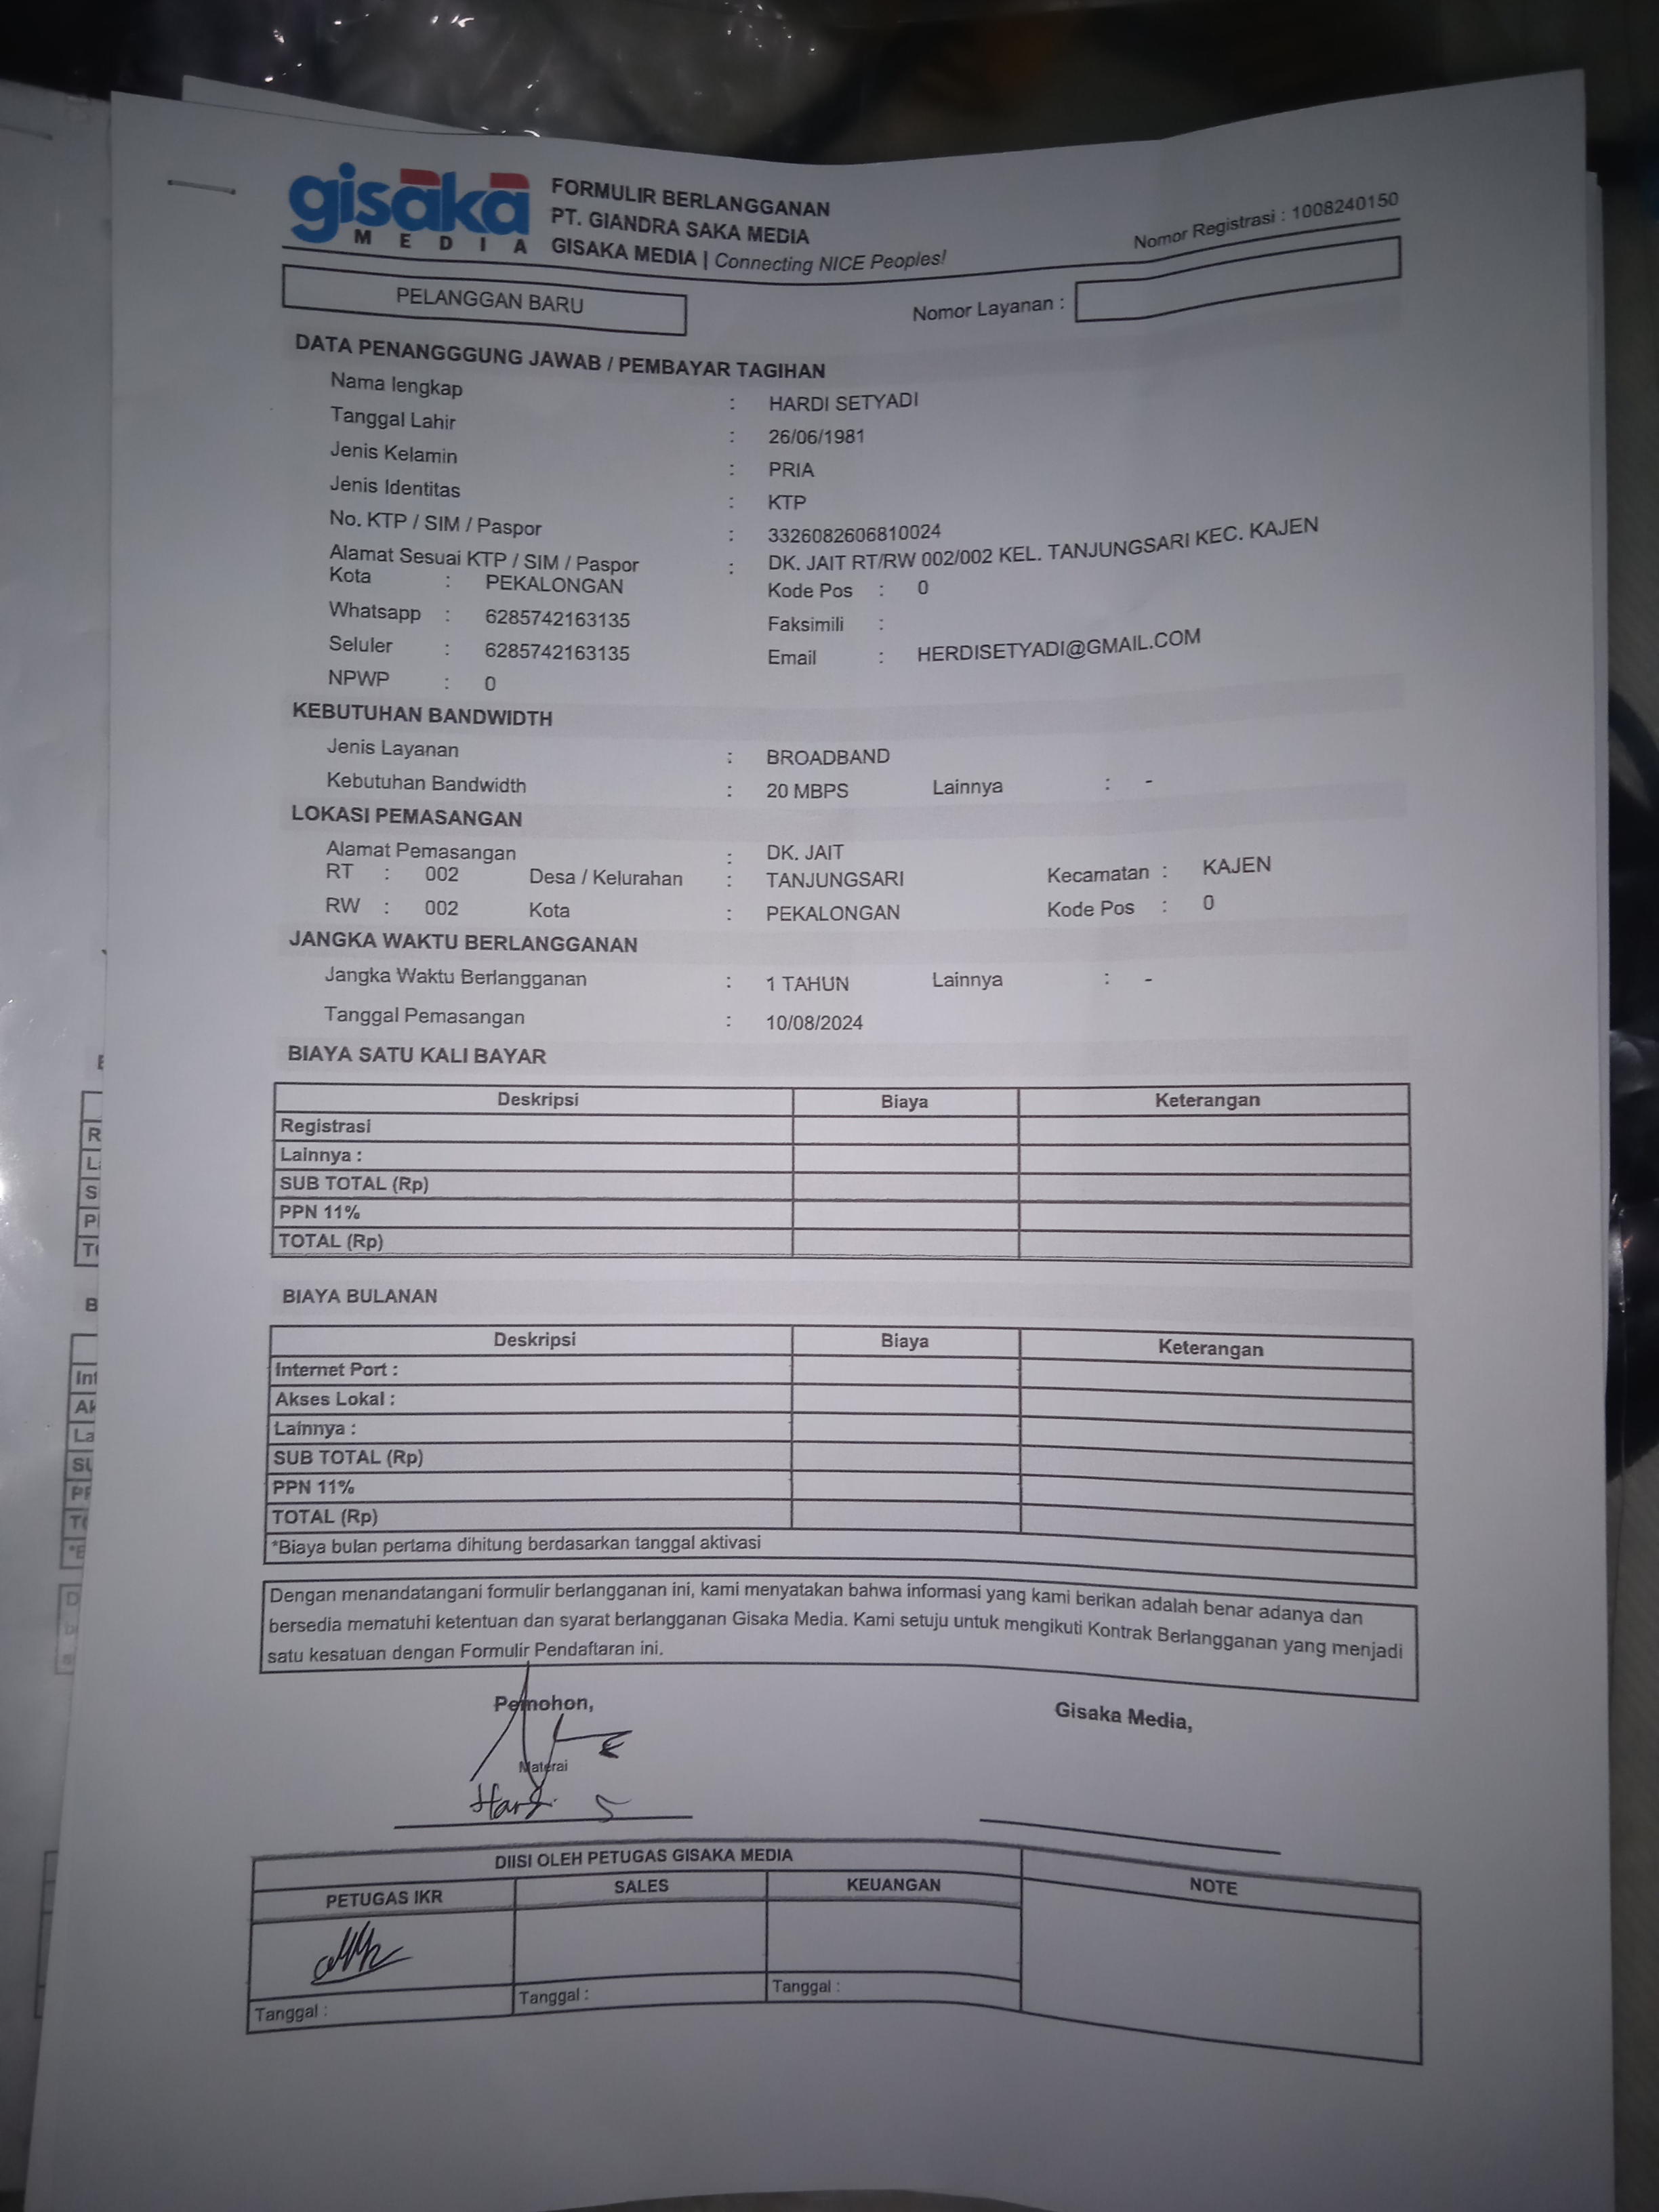 gisaka
MEDIA
FORMULIR BERLANGGANAN
PT. GIANDRA SAKA MEDIA
GISAKA MEDIA | Connecting NICE Peoples!
Nomor Registrasi : 1008240150
PELANGGAN BARU
Nomor Layanan :
DATA PENANGGGUNG JAWAB / PEMBAYAR TAGIHAN
Nama lengkap : HARDI SETYADI
Tanggal Lahir : 26/06/1981
Jenis Kelamin : PRIA
Jenis Identitas : KTP
No. KTP / SIM / Paspor : 3326082606810024
Alamat Sesuai KTP / SIM / Paspor : DK. JAIT RT/RW 002/002 KEL. TANJUNGSARI KEC. KAJEN
Kota : PEKALONGAN Kode Pos : 0
Whatsapp : 6285742163135 Faksimili :
Seluler : 6285742163135 Email : HERDISETYADI@GMAIL.COM
NPWP : 0
KEBUTUHAN BANDWIDTH
Jenis Layanan : BROADBAND
Kebutuhan Bandwidth : 20 MBPS Lainnya : -
LOKASI PEMASANGAN
Alamat Pemasangan : DK. JAIT
RT : 002 Desa / Kelurahan : TANJUNGSARI Kecamatan : KAJEN
RW : 002 Kota : PEKALONGAN Kode Pos : 0
JANGKA WAKTU BERLANGGANAN
Jangka Waktu Berlangganan : 1 TAHUN Lainnya : -
Tanggal Pemasangan : 10/08/2024
BIAYA SATU KALI BAYAR
Deskripsi Biaya Keterangan
Registrasi
Lainnya :
SUB TOTAL (Rp)
PPN 11%
TOTAL (Rp)
BIAYA BULANAN
Deskripsi Biaya Keterangan
Internet Port :
Akses Lokal :
Lainnya :
SUB TOTAL (Rp)
PPN 11%
TOTAL (Rp)
*Biaya bulan pertama dihitung berdasarkan tanggal aktivasi
Dengan menandatangani formulir berlangganan ini, kami menyatakan bahwa informasi yang kami berikan adalah benar adanya dan
bersedia mematuhi ketentuan dan syarat berlangganan Gisaka Media. Kami setuju untuk mengikuti Kontrak Berlangganan yang menjadi
satu kesatuan dengan Formulir Pendaftaran ini.
Pemohon, Gisaka Media,
Materai
Hardi S
DIISI OLEH PETUGAS GISAKA MEDIA
PETUGAS IKR SALES KEUANGAN NOTE
Tanggal : Tanggal : Tanggal :